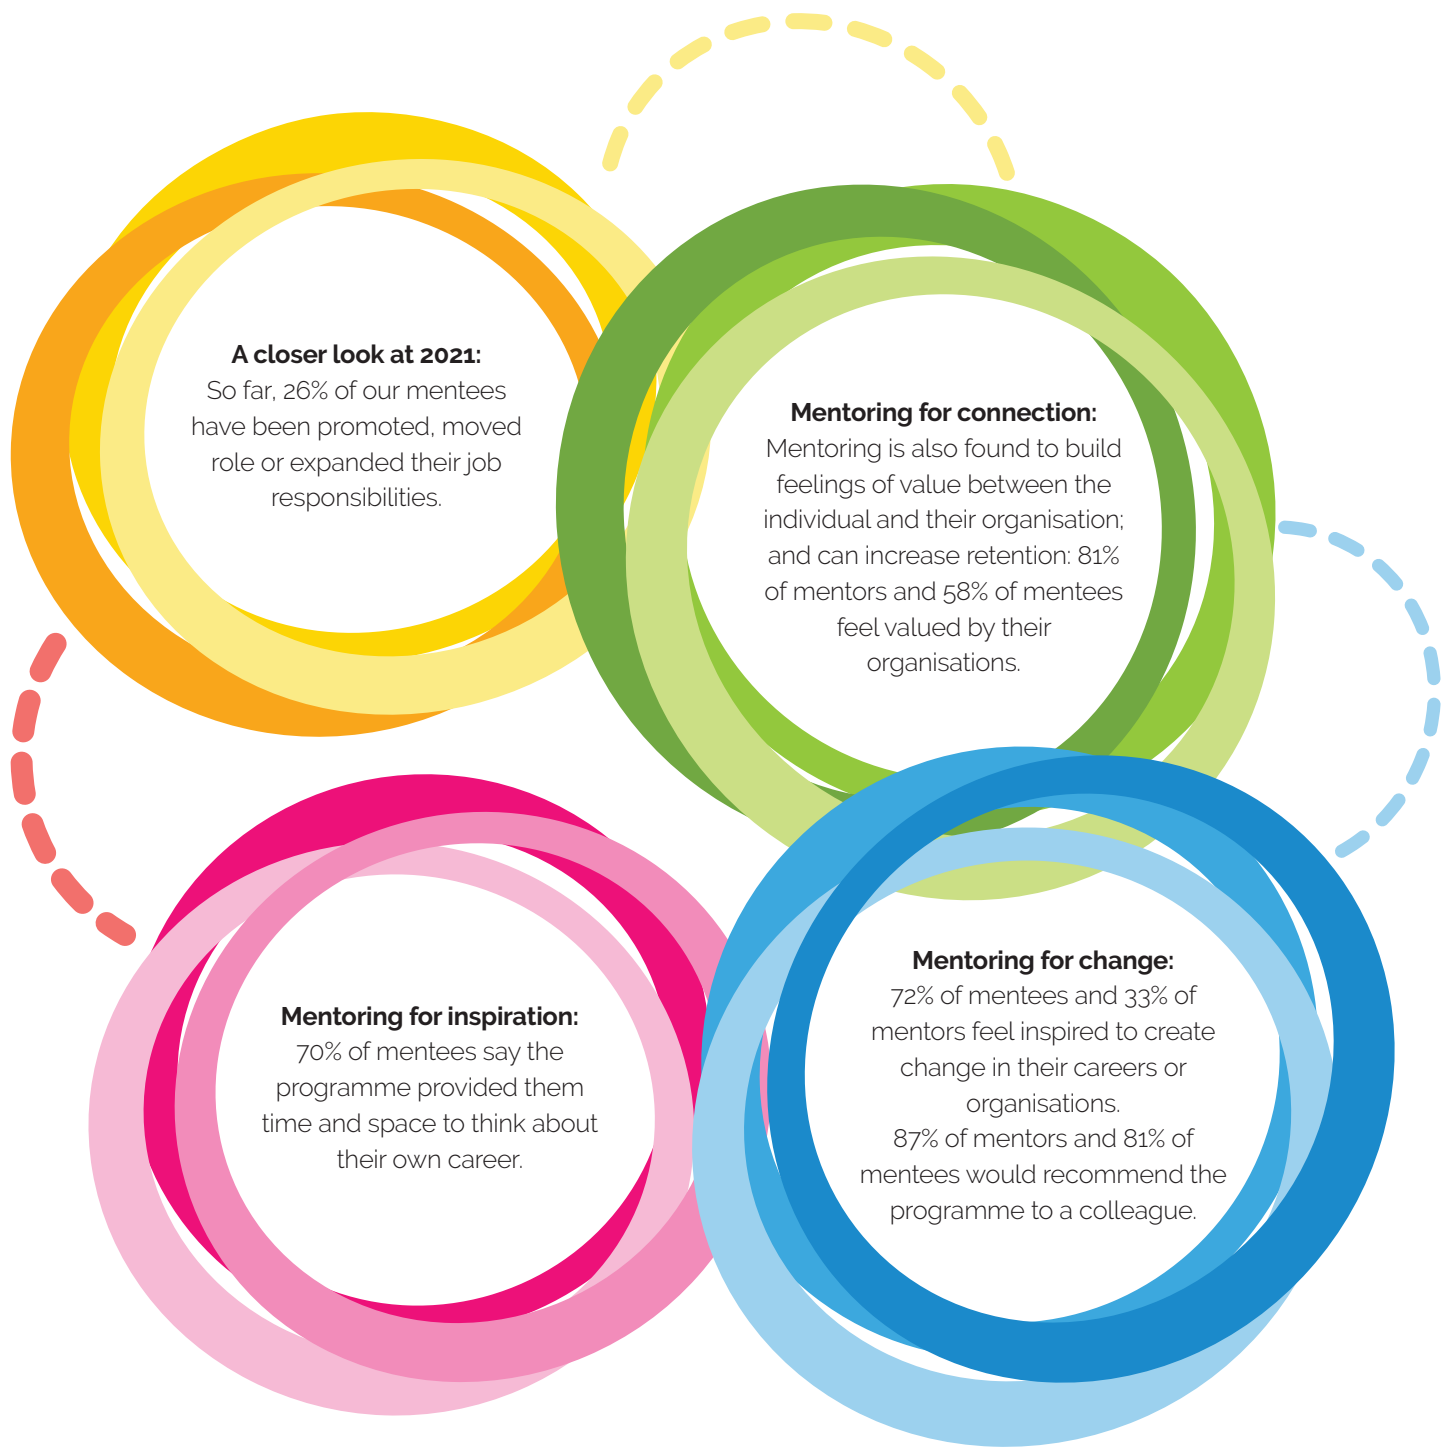 A closer look at 2021:
So far, 26% of our mentees
have been promoted, moved
role or expanded their job
responsibilities.
Mentoring for connection:
Mentoring is also found to build
feelings of value between the
individual and their organisation;
and can increase retention: 81%
of mentors and 58% of mentees
feel valued by their
organisations.
Mentoring for inspiration:
70% of mentees say the
programme provided them
time and space to think about
their own career.
Mentoring for change:
72% of mentees and 33% of
mentors feel inspired to create
change in their careers or
organisations.
87% of mentors and 81% of
mentees would recommend the
programme to a colleague.